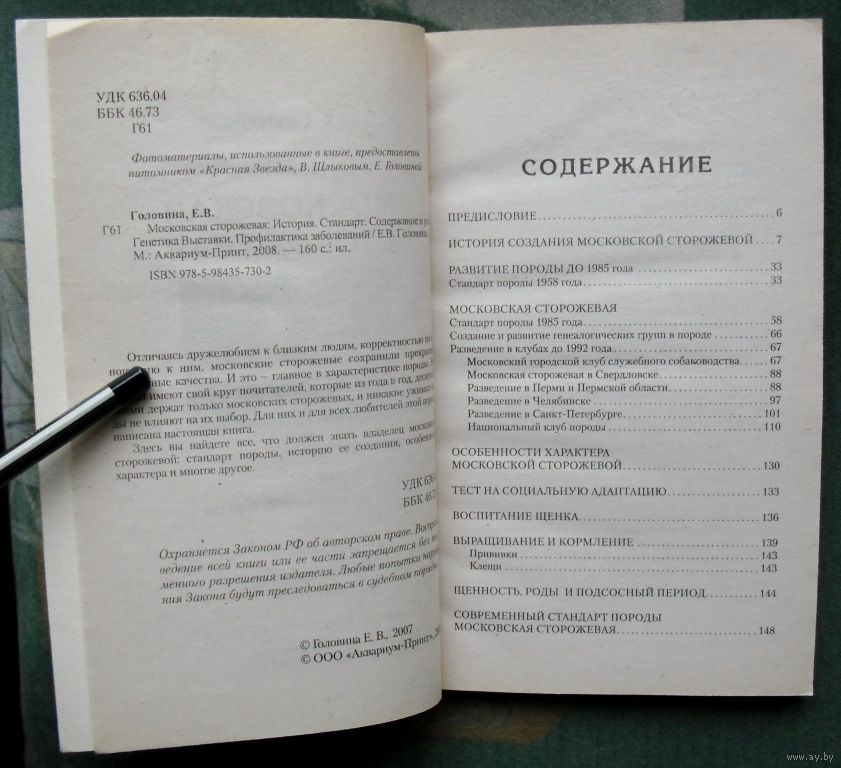 УДК 636.04
ББК 46.73
Г61
Фотоматериалы, использованные в книге, предоставлены
питомником «Красная Звезда», В. Шлыковым, Е. Головиной
Головина, Е.В.
Г61 Московская сторожевая: История. Стандарт. Содержание и
Генетика Выставки. Профилактика заболеваний / Е.В. Головина.
М.: Аквариум-Принт, 2008. — 160 с.: ил.
ISBN 978-5-98435-730-2
Отличаясь дружелюбием к близким людям, корректностью по
к ним, московские сторожевые сохранили
качества. И это – главное в характеристике породы.
имеют свой круг почитателей, которые из года в год,
держат только московских сторожевых, и никакие
не влияют на их выбор. Для них и для всех любителей этой
написана настоящая книга.
Здесь вы найдете все, что должен знать владелец
сторожевой: стандарт породы, историю ее создания,
характера и многое другое.
УДК
ББК
Охраняется Законом РФ об авторском праве.
ведение всей книги или ее части запрещается без
менного разрешения издателя. Любые попытки
ния Закона будут преследоваться в судебном
© Головина Е. В., 2007
© ООО «Аквариум-Принт»,
СОДЕРЖАНИЕ
ПРЕДИСЛОВИЕ 6
ИСТОРИЯ СОЗДАНИЯ МОСКОВСКОЙ СТОРОЖЕВОЙ 7
РАЗВИТИЕ ПОРОДЫ ДО 1985 года 33
Стандарт породы 1958 года 33
МОСКОВСКАЯ СТОРОЖЕВАЯ
Стандарт породы 1985 года 58
Создание и развитие генеалогических групп в породе 66
Разведение в клубах до 1992 года 67
Московский городской клуб служебного собаководства 67
Московская сторожевая в Свердловске 88
Разведение в Перми и Пермской области 88
Разведение в Челябинске 97
Разведение в Санкт-Петербурге 101
Национальный клуб породы 110
ОСОБЕННОСТИ ХАРАКТЕРА
МОСКОВСКОЙ СТОРОЖЕВОЙ 130
ТЕСТ НА СОЦИАЛЬНУЮ АДАПТАЦИЮ 133
ВОСПИТАНИЕ ЩЕНКА 136
ВЫРАЩИВАНИЕ И КОРМЛЕНИЕ 139
Прививки 143
Клещи 143
ЩЕННОСТЬ, РОДЫ И ПОДСОСНЫЙ ПЕРИОД 144
СОВРЕМЕННЫЙ СТАНДАРТ ПОРОДЫ
МОСКОВСКАЯ СТОРОЖЕВАЯ 148
www.ay.by